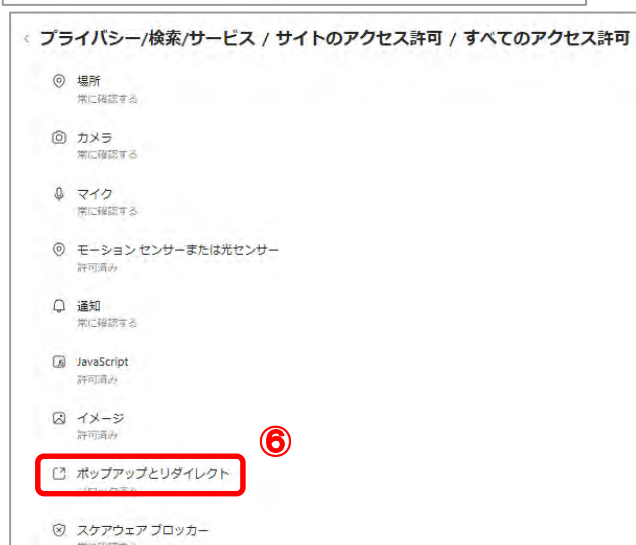 ‹ プライバシー/検索/サービス / サイトのアクセス許可 / すべてのアクセス許可
場所
常に確認する
カメラ
常に確認する
マイク
常に確認する
モーション センサーまたは光センサー
許可済み
通知
常に確認する
JavaScript
許可済み
イメージ
許可済み
⑥
ポップアップとリダイレクト
ブロック済み
スケアウェア ブロッカー